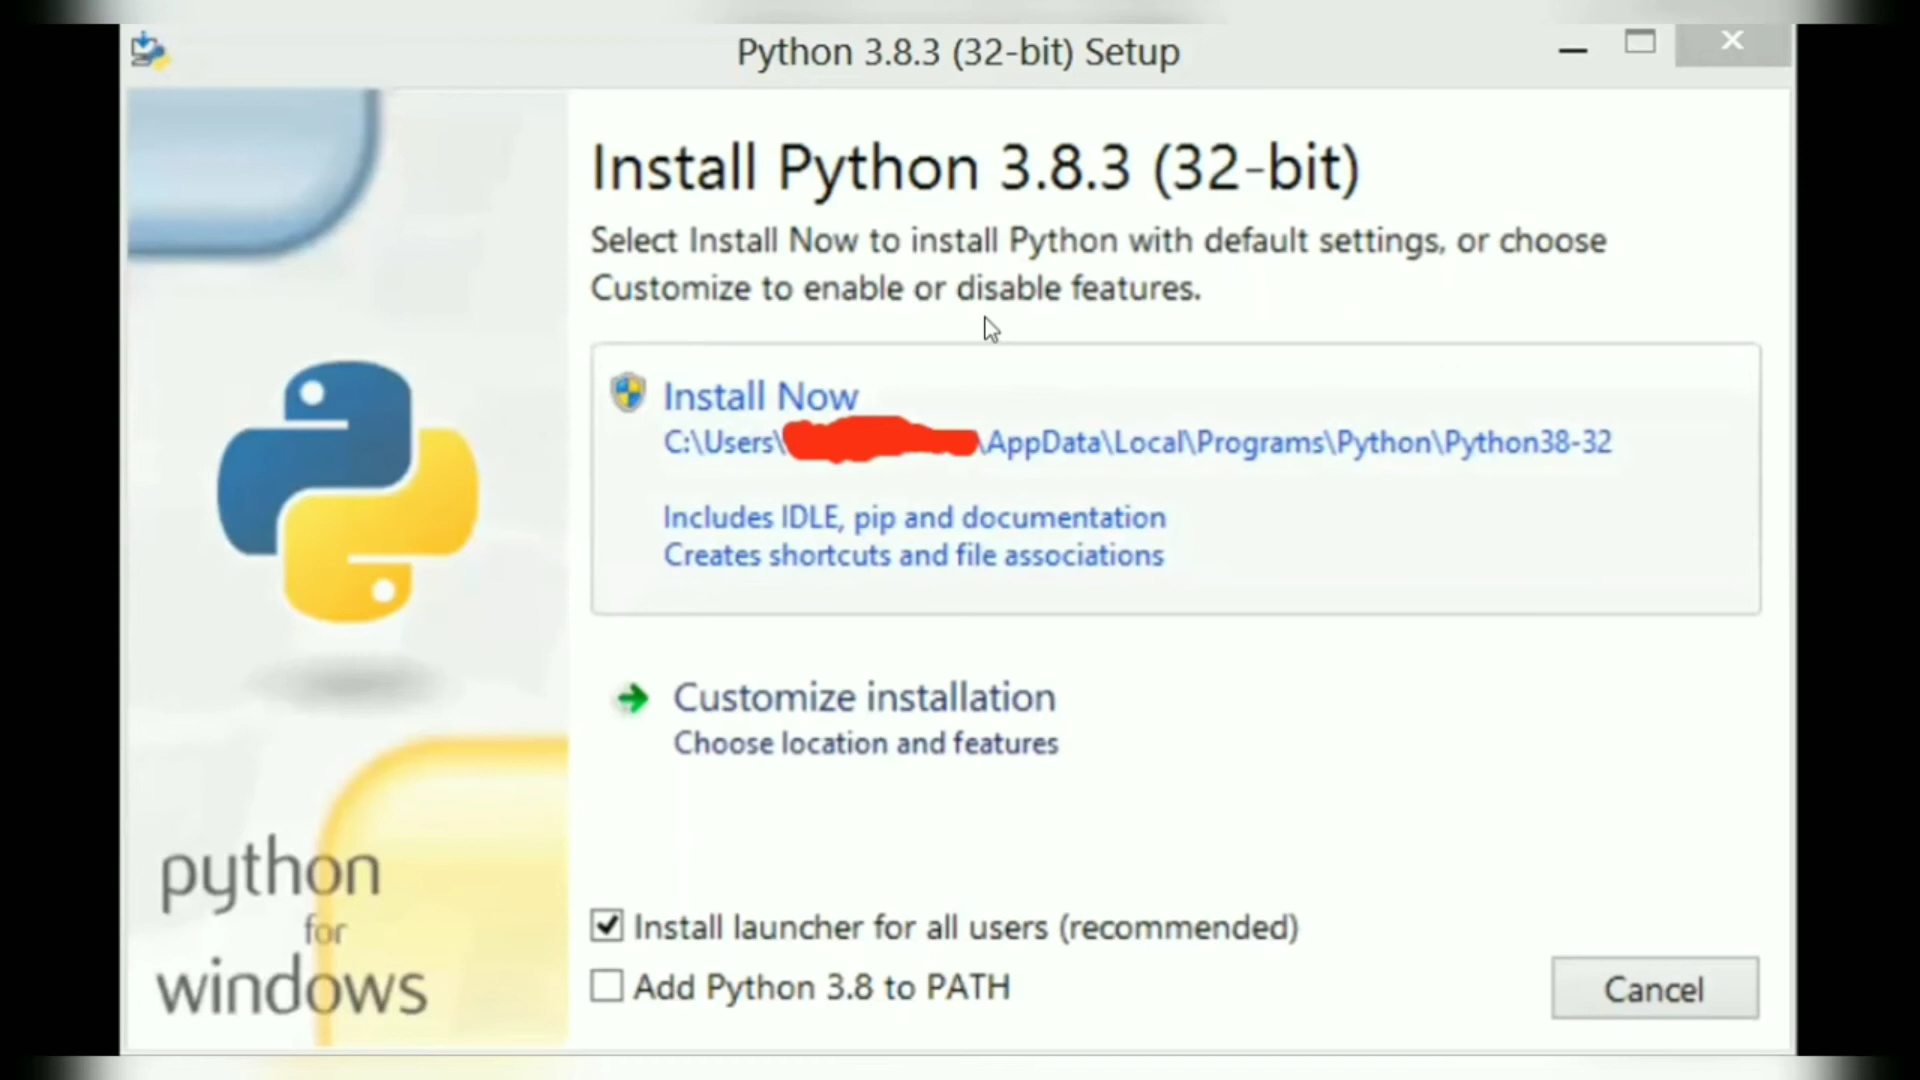 Python 3.8.3 (32-bit) Setup
Install Python 3.8.3 (32-bit)
Select Install Now to install Python with default settings, or choose
Customize to enable or disable features.
Install Now
C:\Users\ \AppData\Local\Programs\Python\Python38-32
Includes IDLE, pip and documentation
Creates shortcuts and file associations
Customize installation
Choose location and features
python
for
windows
Install launcher for all users (recommended)
Add Python 3.8 to PATH
Cancel